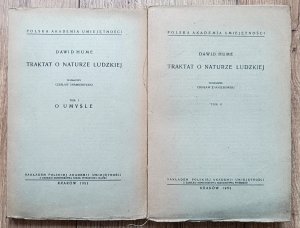 POLSKA AKADEMIA UMIEJĘTNOŚCI
DAWID HUME
TRAKTAT O NATURZE LUDZKIEJ
CZESŁAW ZNAMIEROWSKI
TOM I
O UMYŚLE
NAKŁADEM POLSKIEJ AKADEMII UMIEJĘTNOŚCI
KRAKÓW 1951
POLSKA AKADEMIA UMIEJĘTNOŚCI
DAWID HUME
TRAKTAT O NATURZE LUDZKIEJ
CZESŁAW ZNAMIEROWSKI
TOM II
NAKŁADEM POLSKIEJ AKADEMII UMIEJĘTNOŚCI
KRAKÓW